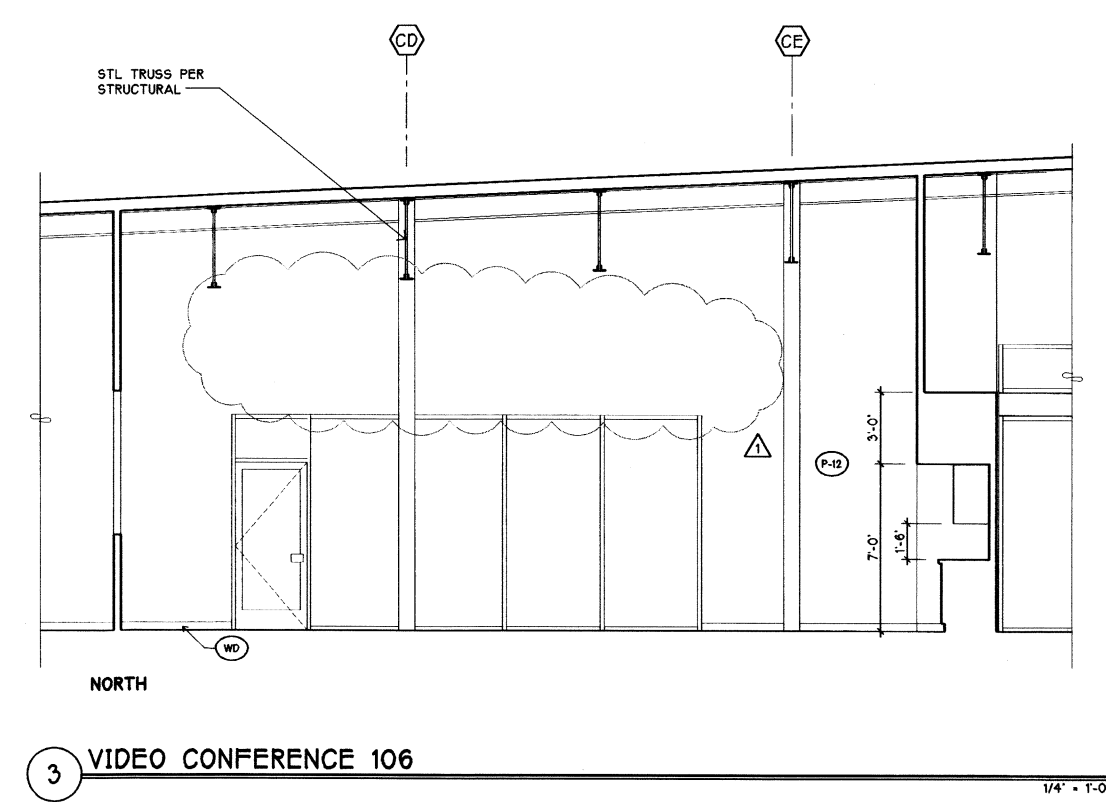 CD
CE
STL TRUSS PER
STRUCTURAL
1
P-12
3'-0"
7'-0"
1'-6"
WD
NORTH
3 VIDEO CONFERENCE 106
1/4" = 1'-0